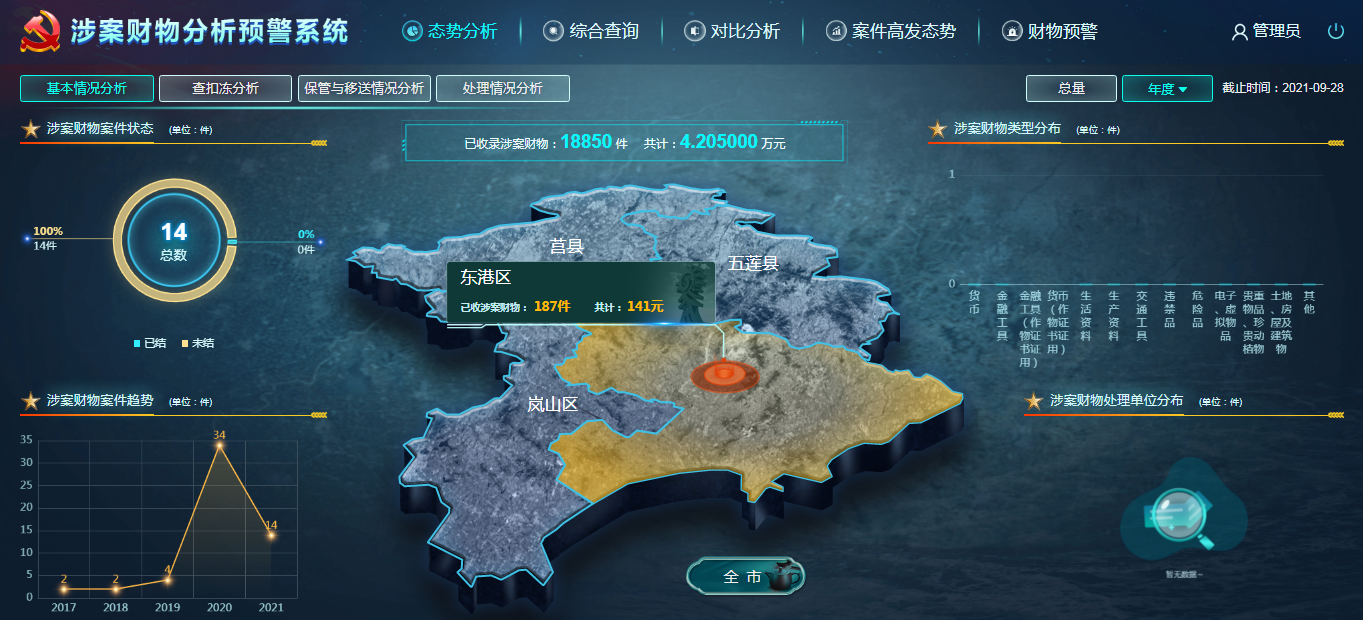 涉案财物分析预警系统
态势分析
综合查询
对比分析
案件高发态势
财物预警
管理员
基本情况分析
查扣冻分析
保管与移送情况分析
处理情况分析
总量
年度
截止时间：2021-09-28
涉案财物案件状态 (单位：件)
100%
14件
14
总数
0%
0件
已结
未结
涉案财物案件趋势 (单位：件)
35
30
25
20
15
10
5
0
2
2
4
34
14
2017
2018
2019
2020
2021
已收录涉案财物：18850 件 共计：4.205000 万元
莒县
五莲县
东港区
已收涉案财物：187件 共计：141元
岚山区
全 市
涉案财物类型分布 (单位：件)
1
0
货币
金融工具
金融工具（作物证书证用）
货币（作物证书证用）
生活资料
生产资料
交通工具
违禁品
危险品
电子、虚拟物品
贵重物品、珍贵动植物
土地、房屋及建筑物
其他
涉案财物处理单位分布 (单位：件)
暂无数据~